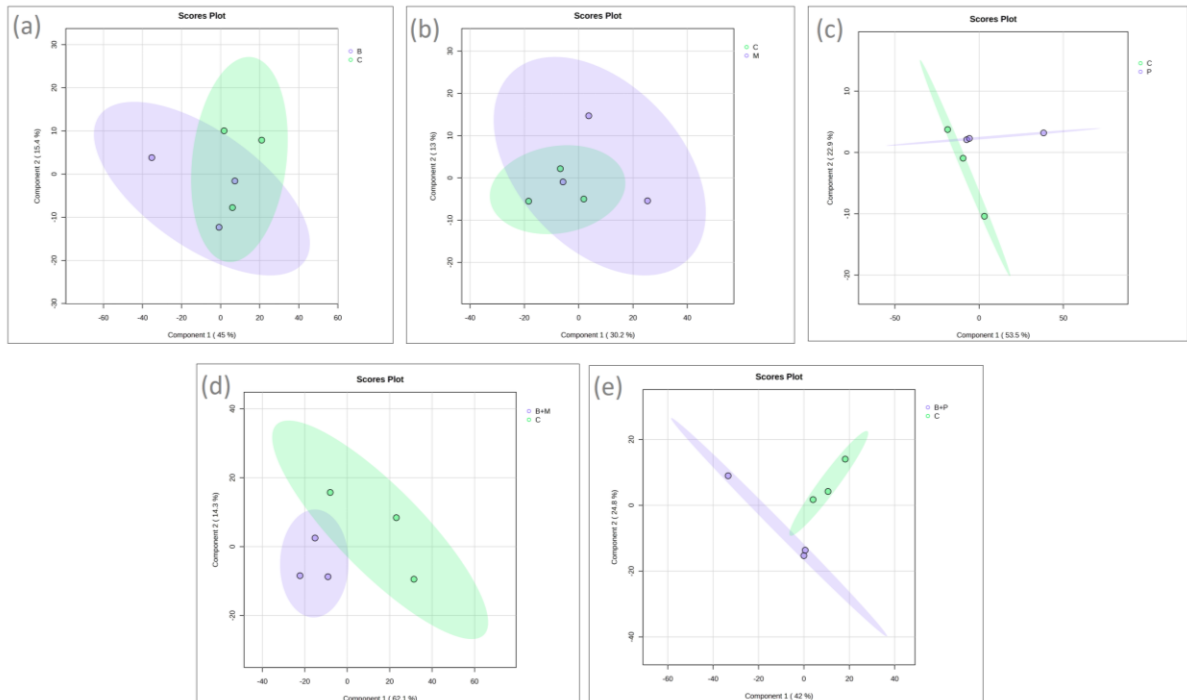 (a)
Scores Plot
B
C
Component 2 ( 15.4 %)
30
20
10
0
-10
-20
-30
-60
-40
-20
0
20
40
60
Component 1 ( 45 %)
(b)
Scores Plot
C
M
Component 2 ( 13 %)
30
20
10
0
-10
-20
-40
-20
0
20
40
Component 1 ( 30.2 %)
(c)
Scores Plot
C
P
Component 2 ( 22.9 %)
10
0
-10
-20
-50
0
50
Component 1 ( 53.5 %)
(d)
Scores Plot
B+M
C
Component 2 ( 14.3 %)
40
20
0
-20
-40
-20
0
20
40
60
Component 1 ( 62.1 %)
(e)
Scores Plot
B+P
C
Component 2 ( 24.8 %)
20
0
-20
-40
-60
-40
-20
0
20
40
Component 1 ( 42 %)